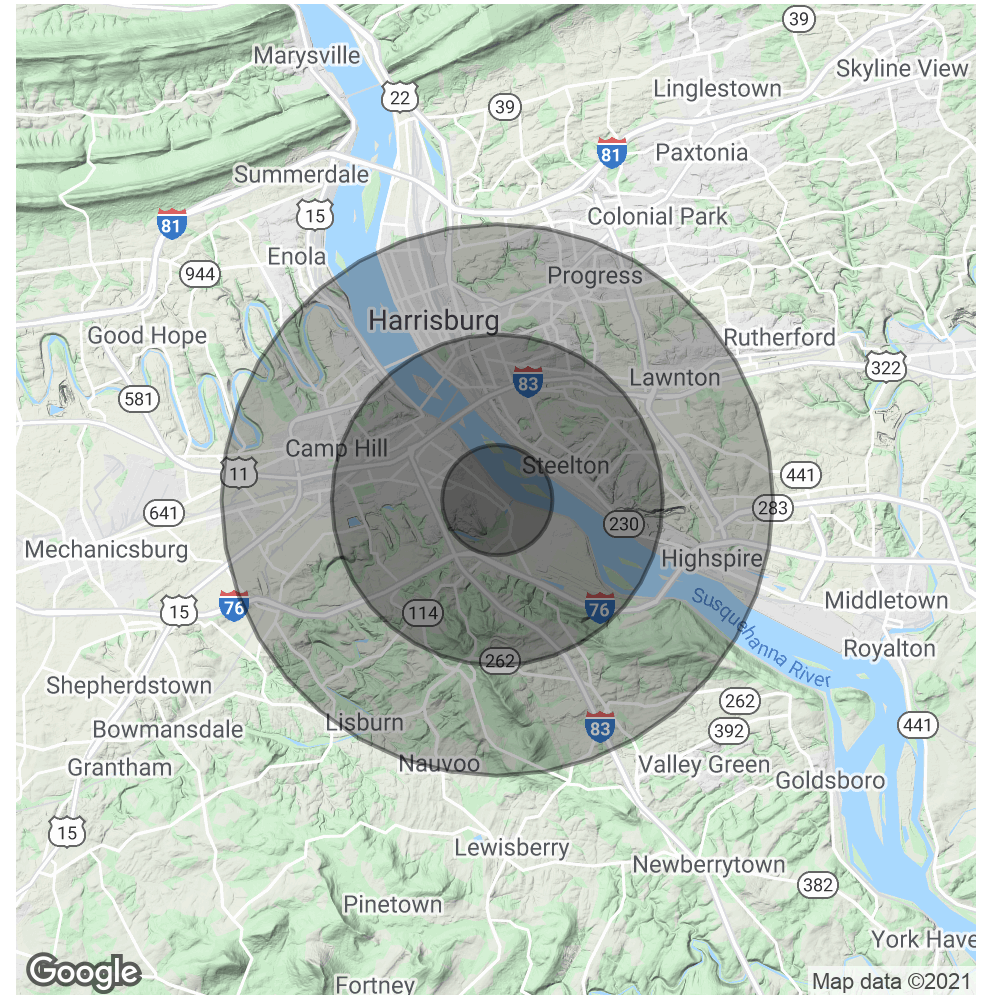 39
Marysville
Skyline View
22
Linglestown
39
81
Paxtonia
Summerdale
15
Colonial Park
81
Enola
944
Progress
Harrisburg
Good Hope
Rutherford
322
83
Lawnton
581
Camp Hill
Steelton
11
441
283
641
230
Mechanicsburg
Highspire
76
15
114
76
Middletown
Susquehanna River
Royalton
262
Shepherdstown
262
Lisburn
83
392
441
Bowmansdale
Grantham
Nauvoo
Valley Green
Goldsboro
15
Lewisberry
Newberrytown
382
Pinetown
York Have
Google
Fortney
Map data ©2021